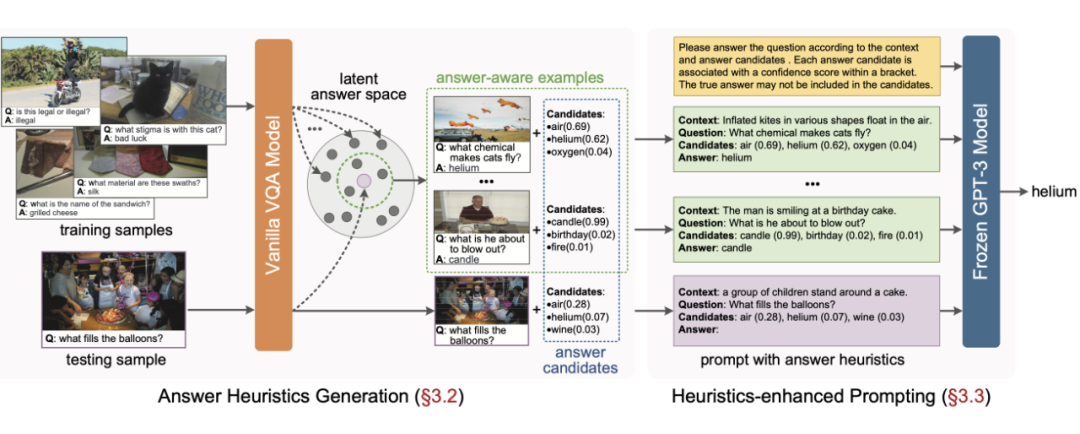 Q: is this legal or illegal?
A: illegal
Q: what stigma is with this cat?
A: bad luck
Q: what material are these swaths?
A: silk
Q: what is the name of the sandwich?
A: grilled cheese
training samples
Q: what fills the balloons?
testing sample
Vanilla VQA Model
latent
answer space
...
answer-aware examples
Q: what chemical
makes cats fly?
A: helium
+
Candidates:
•air(0.69)
•helium(0.62)
•oxygen(0.04)
...
Q: what is he about
to blow out?
A: candle
+
Candidates:
•candle(0.99)
•birthday(0.02)
•fire(0.01)
Q: what fills the
balloons?
+
Candidates:
•air(0.28)
•helium(0.07)
•wine(0.03)
answer
candidates
Answer Heuristics Generation (§3.2)
Please answer the question according to the context
and answer candidates . Each answer candidate is
associated with a confidence score within a bracket.
The true answer may not be included in the candidates.
Context: Inflated kites in various shapes float in the air.
Question: What chemical makes cats fly?
Candidates: air (0.69), helium (0.62), oxygen (0.04)
Answer: helium
...
Context: The man is smiling at a birthday cake.
Question: What is he about to blow out?
Candidates: candle (0.99), birthday (0.02), fire (0.01)
Answer: candle
Context: a group of children stand around a cake.
Question: What fills the balloons?
Candidates: air (0.28), helium (0.07), wine (0.03)
Answer:
prompt with answer heuristics
Frozen GPT-3 Model
helium
Heuristics-enhanced Prompting (§3.3)